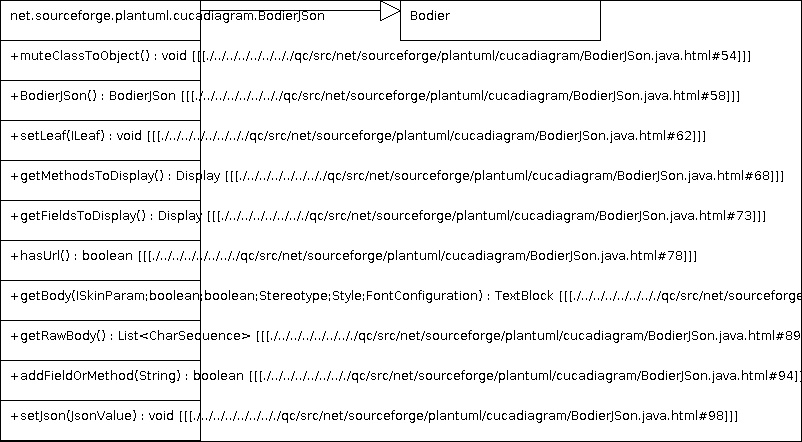 net.sourceforge.plantuml.cucadiagram.BodierJSon
Bodier
+muteClassToObject() : void [[[./../../../../../../../qc/src/net/sourceforge/plantuml/cucadiagram/BodierJSon.java.html#54]]]
+BodierJSon() : BodierJSon [[[./../../../../../../../qc/src/net/sourceforge/plantuml/cucadiagram/BodierJSon.java.html#58]]]
+setLeaf(ILeaf) : void [[[./../../../../../../../qc/src/net/sourceforge/plantuml/cucadiagram/BodierJSon.java.html#62]]]
+getMethodsToDisplay() : Display [[[./../../../../../../../qc/src/net/sourceforge/plantuml/cucadiagram/BodierJSon.java.html#68]]]
+getFieldsToDisplay() : Display [[[./../../../../../../../qc/src/net/sourceforge/plantuml/cucadiagram/BodierJSon.java.html#73]]]
+hasUrl() : boolean [[[./../../../../../../../qc/src/net/sourceforge/plantuml/cucadiagram/BodierJSon.java.html#78]]]
+getBody(ISkinParam;boolean;boolean;Stereotype;Style;FontConfiguration) : TextBlock [[[./../../../../../../../qc/src/net/sourceforge
+getRawBody() : List<CharSequence> [[[./../../../../../../../qc/src/net/sourceforge/plantuml/cucadiagram/BodierJSon.java.html#89
+addFieldOrMethod(String) : boolean [[[./../../../../../../../qc/src/net/sourceforge/plantuml/cucadiagram/BodierJSon.java.html#94]]]
+setJson(JsonValue) : void [[[./../../../../../../../qc/src/net/sourceforge/plantuml/cucadiagram/BodierJSon.java.html#98]]]